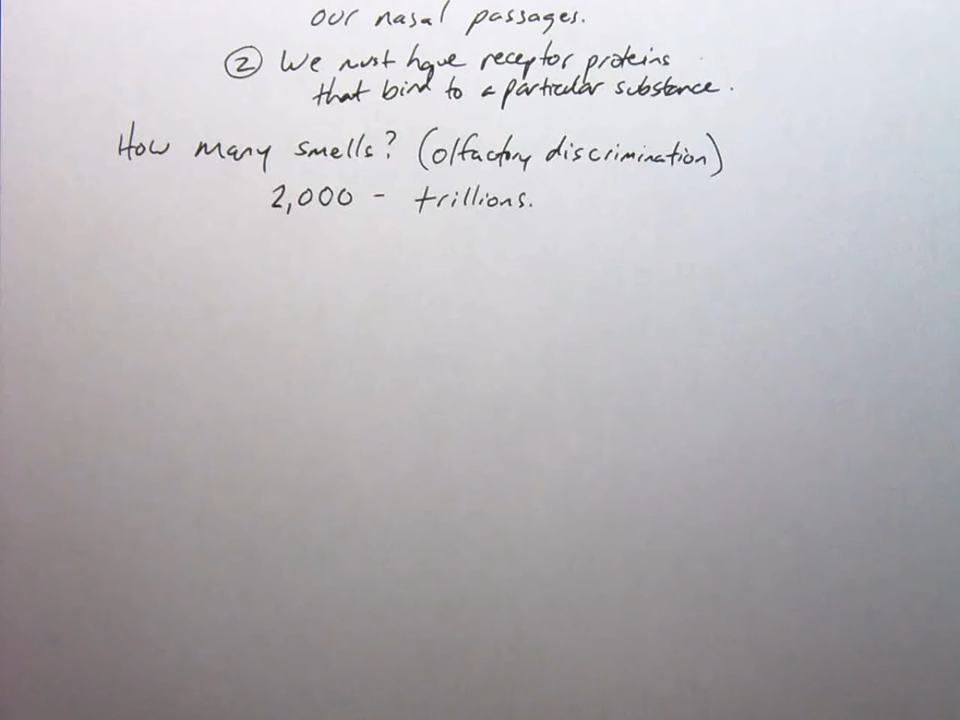 our nasal passages.
② We must have receptor proteins
that bind to a particular substance.
How many smells? (olfactory discrimination)
2,000 - trillions.